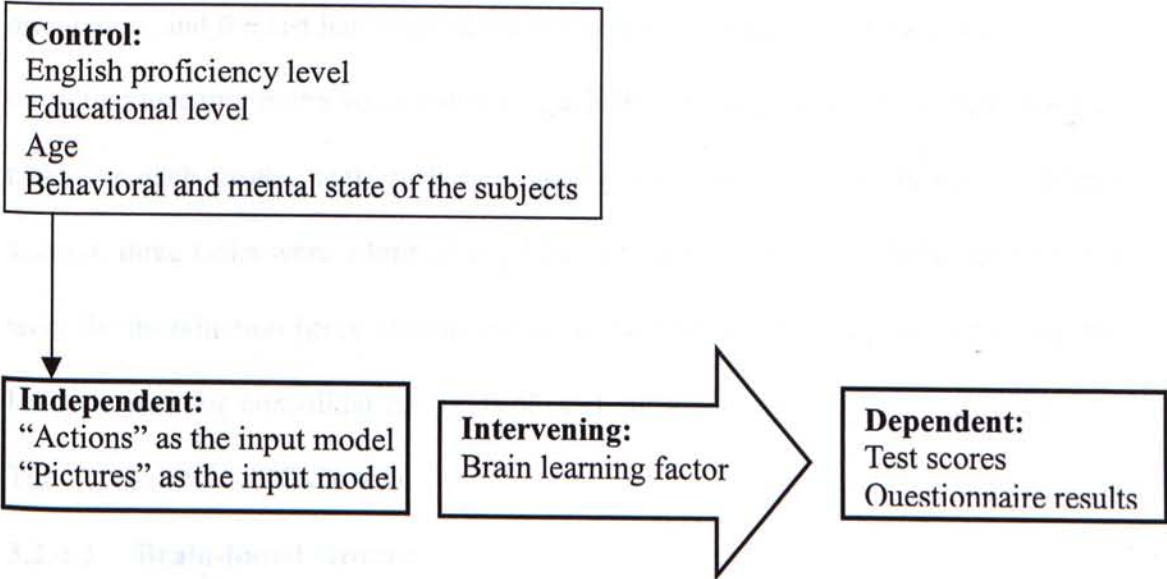 Control:
English proficiency level
Educational level
Age
Behavioral and mental state of the subjects
Independent:
“Actions” as the input model
“Pictures” as the input model
Intervening:
Brain learning factor
Dependent:
Test scores
Questionnaire results